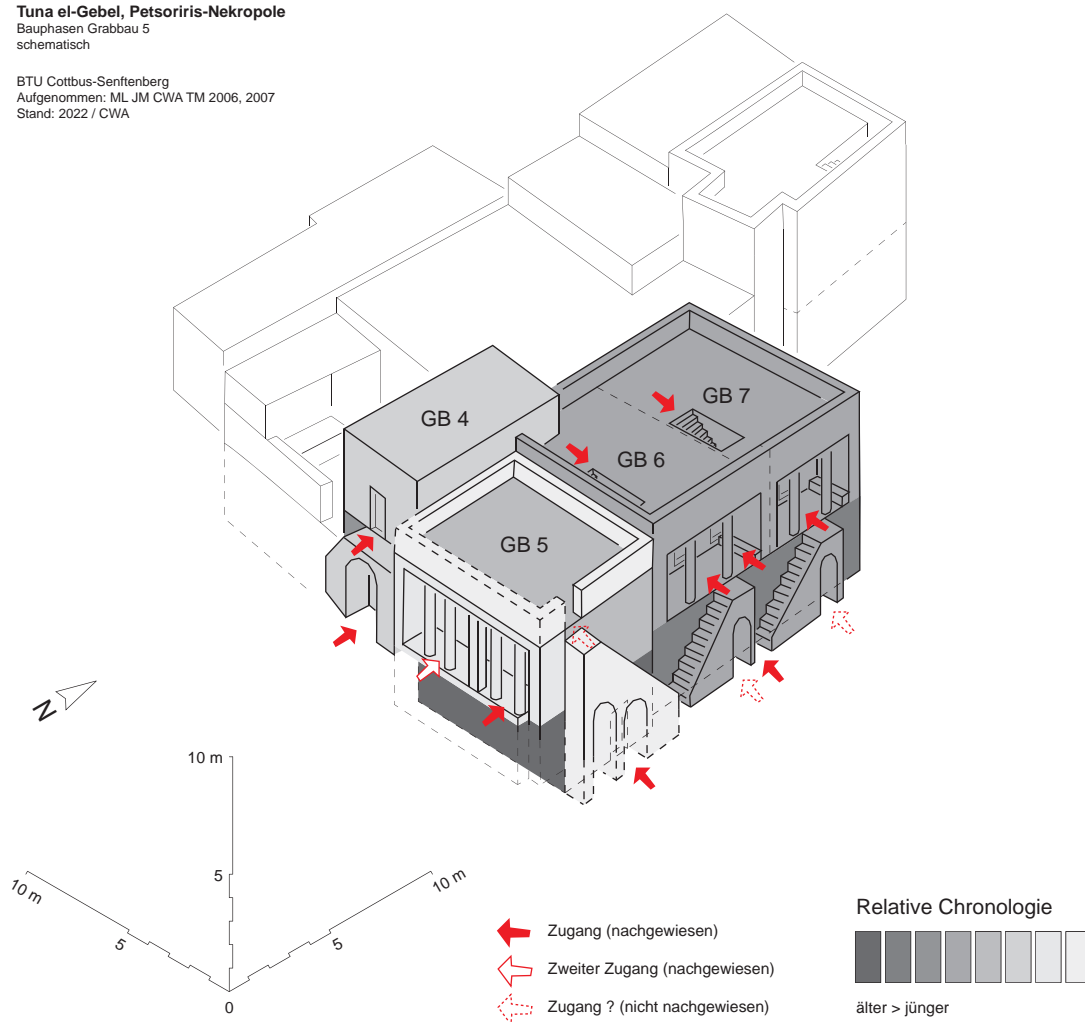 Tuna el-Gebel, Petsoriris-Nekropole
Bauphasen Grabbau 5
schematisch
BTU Cottbus-Senftenberg
Aufgenommen: ML JM CWA TM 2006, 2007
Stand: 2022 / CWA
GB 7
GB 4
GB 6
GB 5
N
10 m
5
10 m
10 m
5
5
0
Zugang (nachgewiesen)
Zweiter Zugang (nachgewiesen)
Zugang ? (nicht nachgewiesen)
Relative Chronologie
älter > jünger